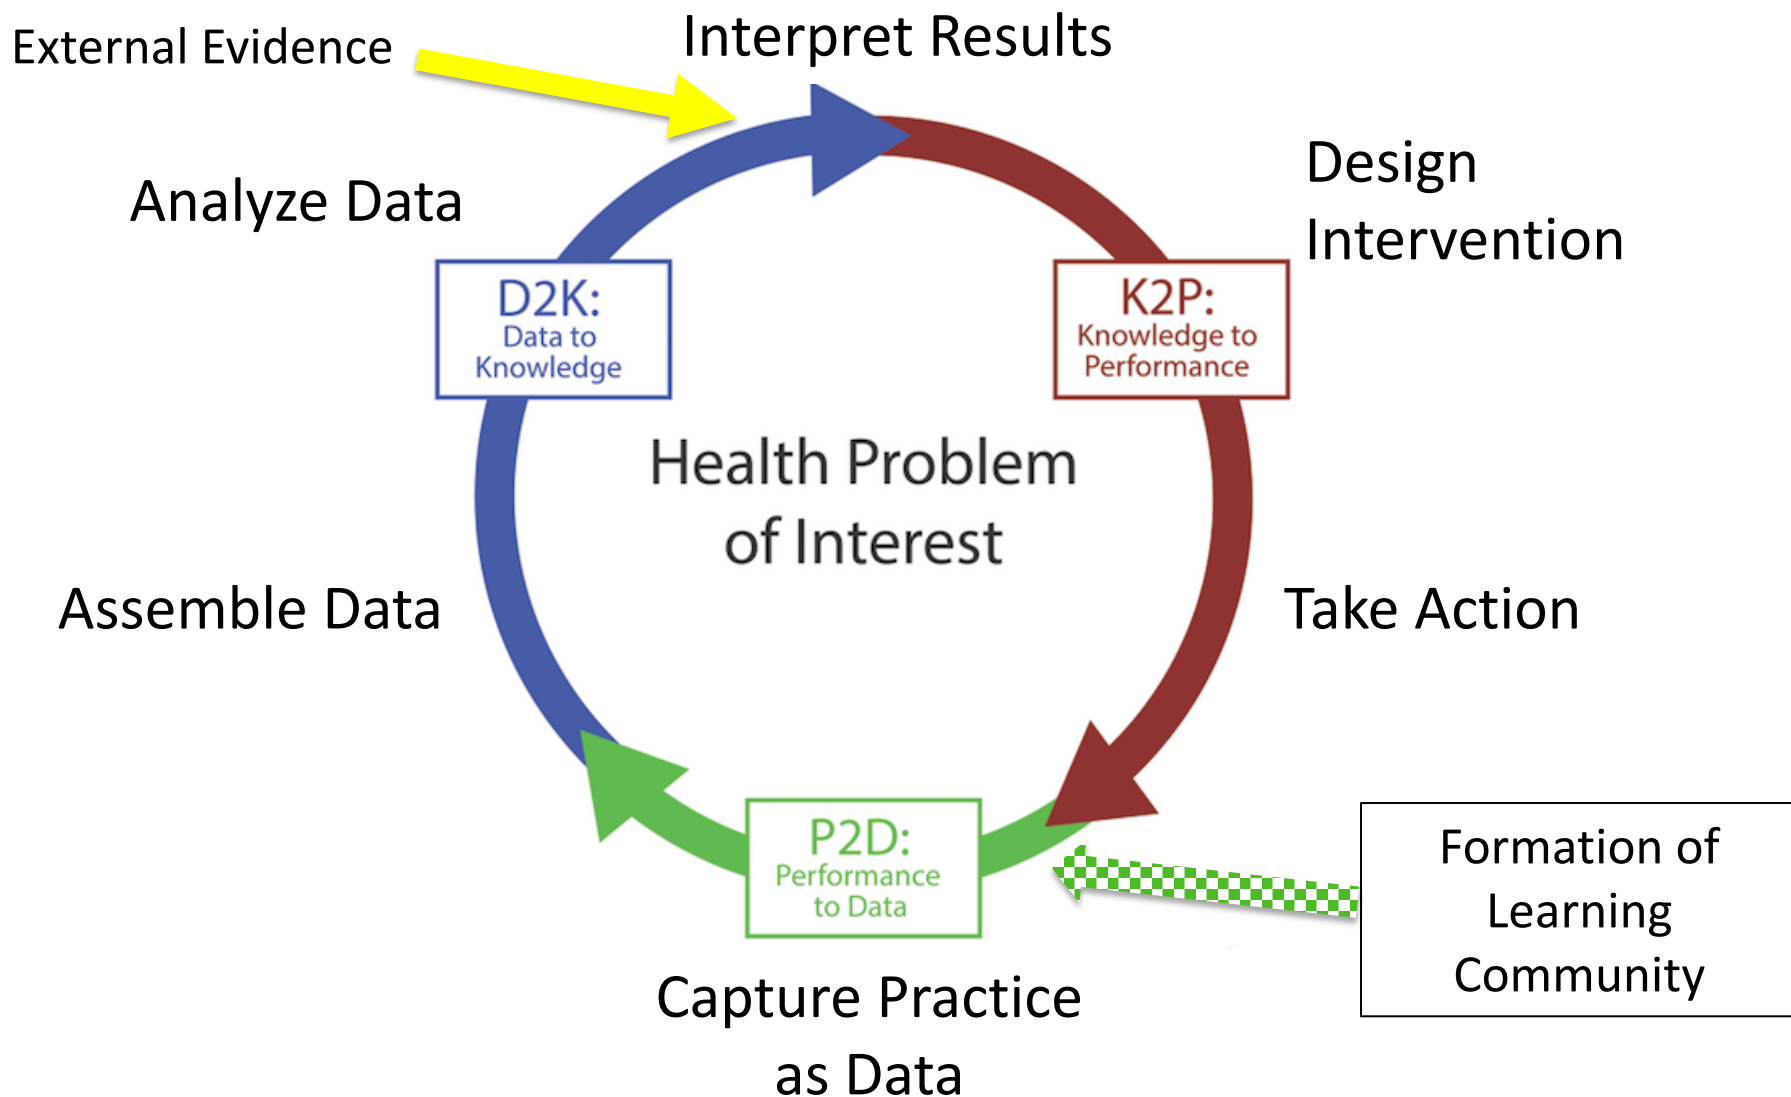 External Evidence
Interpret Results
Analyze Data
Design
Intervention
D2K:
Data to
Knowledge
K2P:
Knowledge to
Performance
Health Problem
of Interest
Assemble Data
Take Action
P2D:
Performance
to Data
Formation of
Learning
Community
Capture Practice
as Data